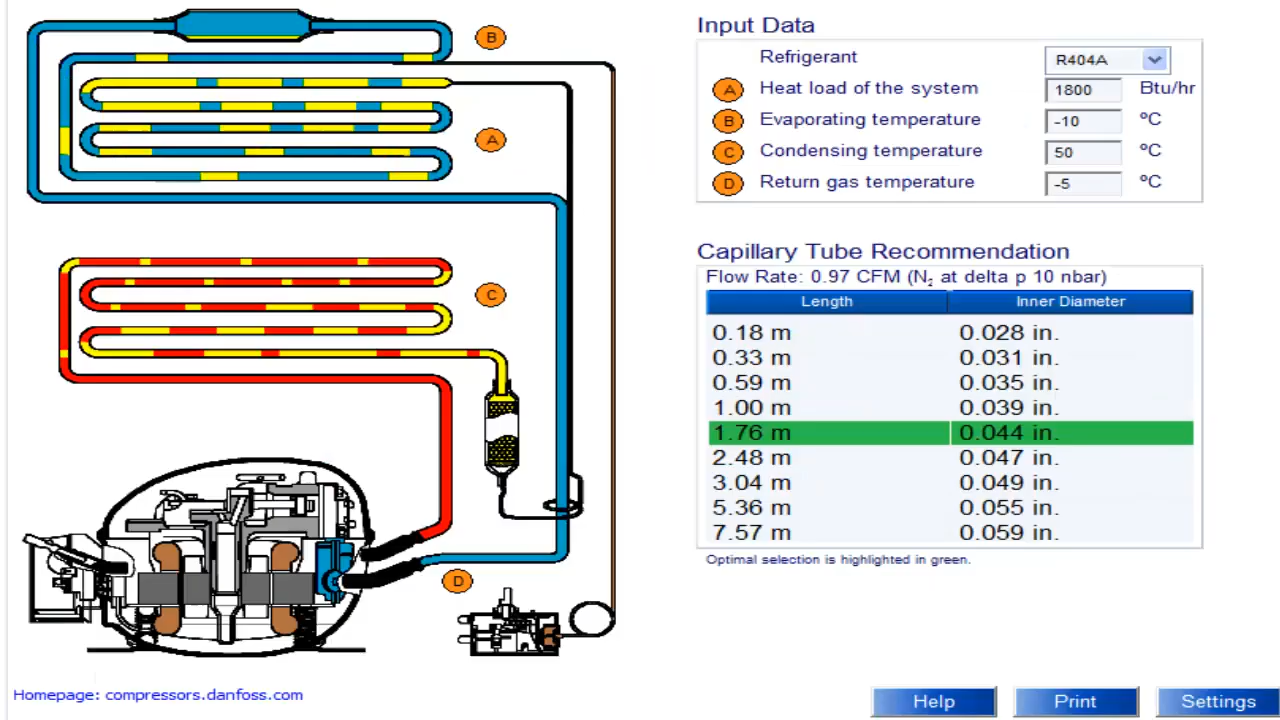 B
A
C
D
Homepage: compressors.danfoss.com
Input Data
Refrigerant R404A
A Heat load of the system 1800 Btu/hr
B Evaporating temperature -10 ºC
C Condensing temperature 50 ºC
D Return gas temperature -5 ºC
Capillary Tube Recommendation
Flow Rate: 0.97 CFM (N2 at delta p 10 nbar)
Length Inner Diameter
0.18 m 0.028 in.
0.33 m 0.031 in.
0.59 m 0.035 in.
1.00 m 0.039 in.
1.76 m 0.044 in.
2.48 m 0.047 in.
3.04 m 0.049 in.
5.36 m 0.055 in.
7.57 m 0.059 in.
Optimal selection is highlighted in green.
Help Print Settings